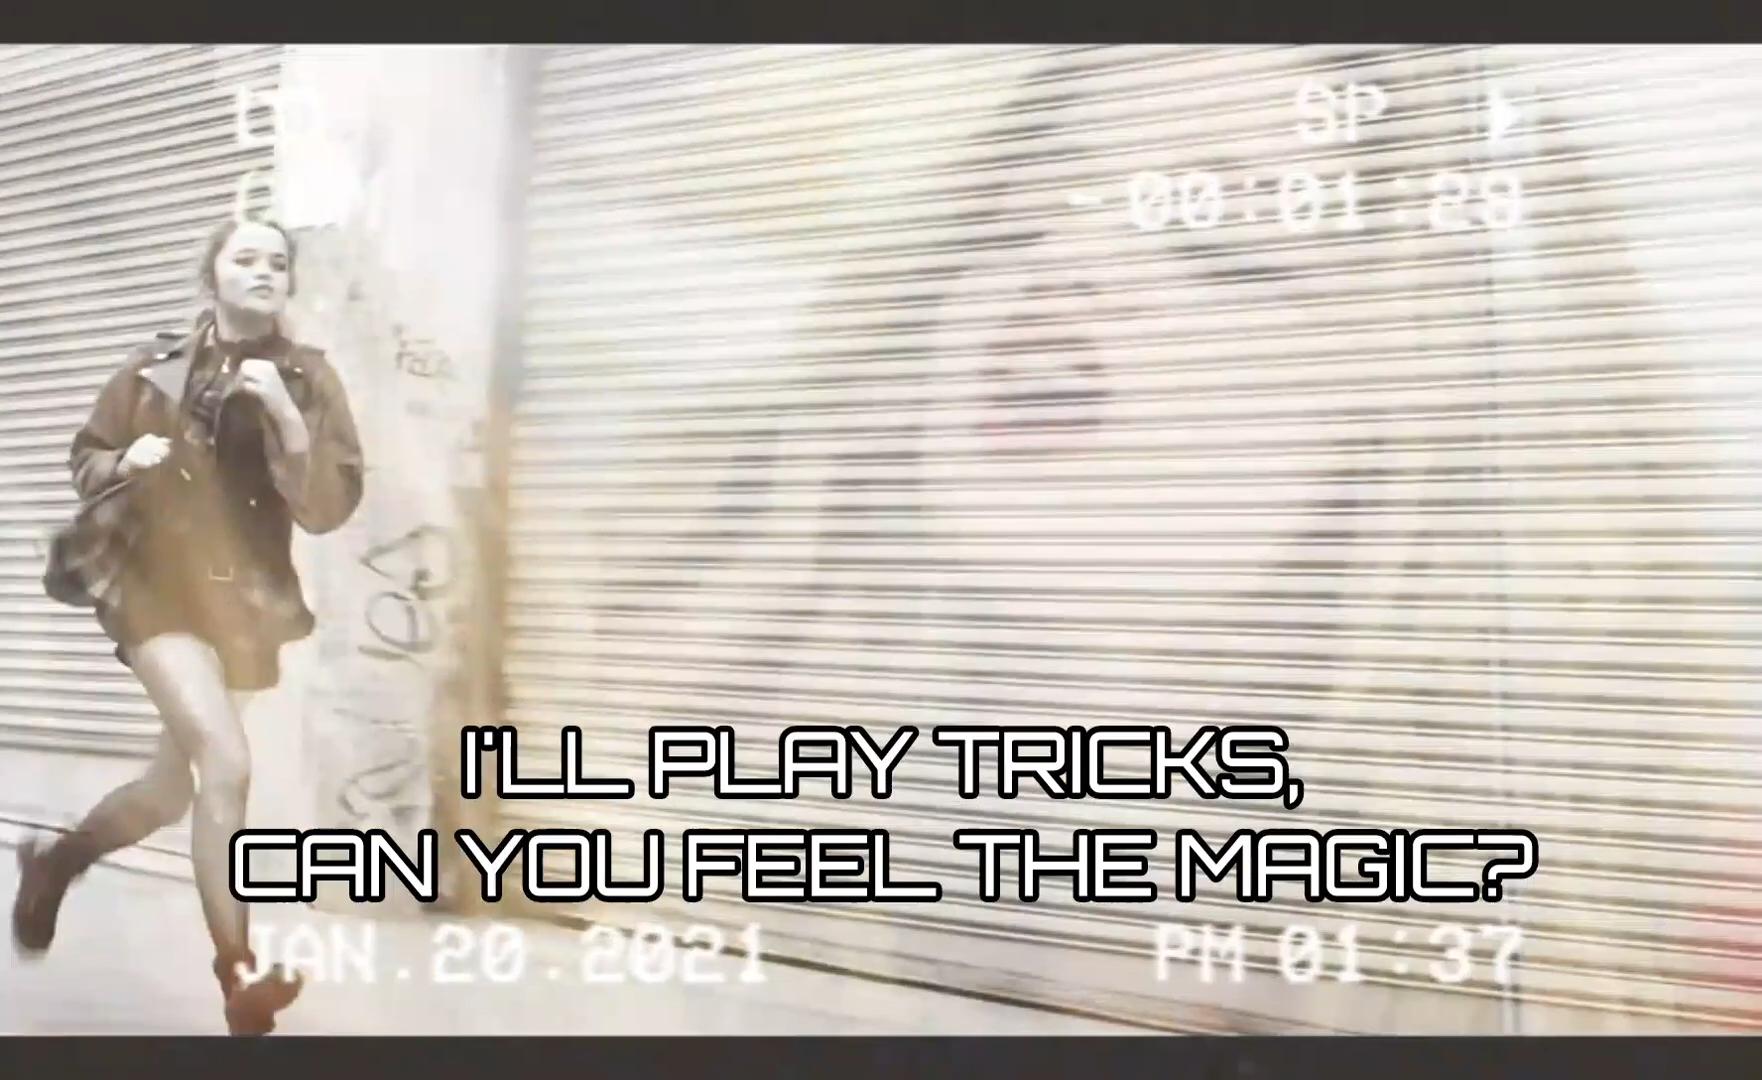 SP
-00:01:28
I'LL PLAY TRICKS,
CAN YOU FEEL THE MAGIC?
JAN.20.2021
PM 01:37